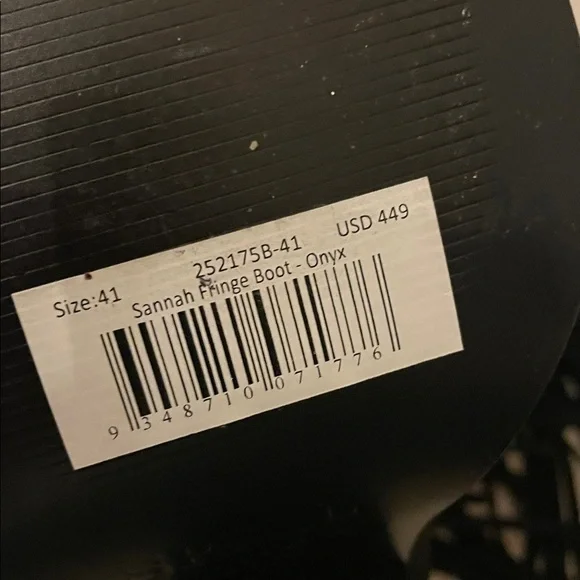 252175B-41
USD 449
Size:41
Sannah Fringe Boot - Onyx
9 348710 071776